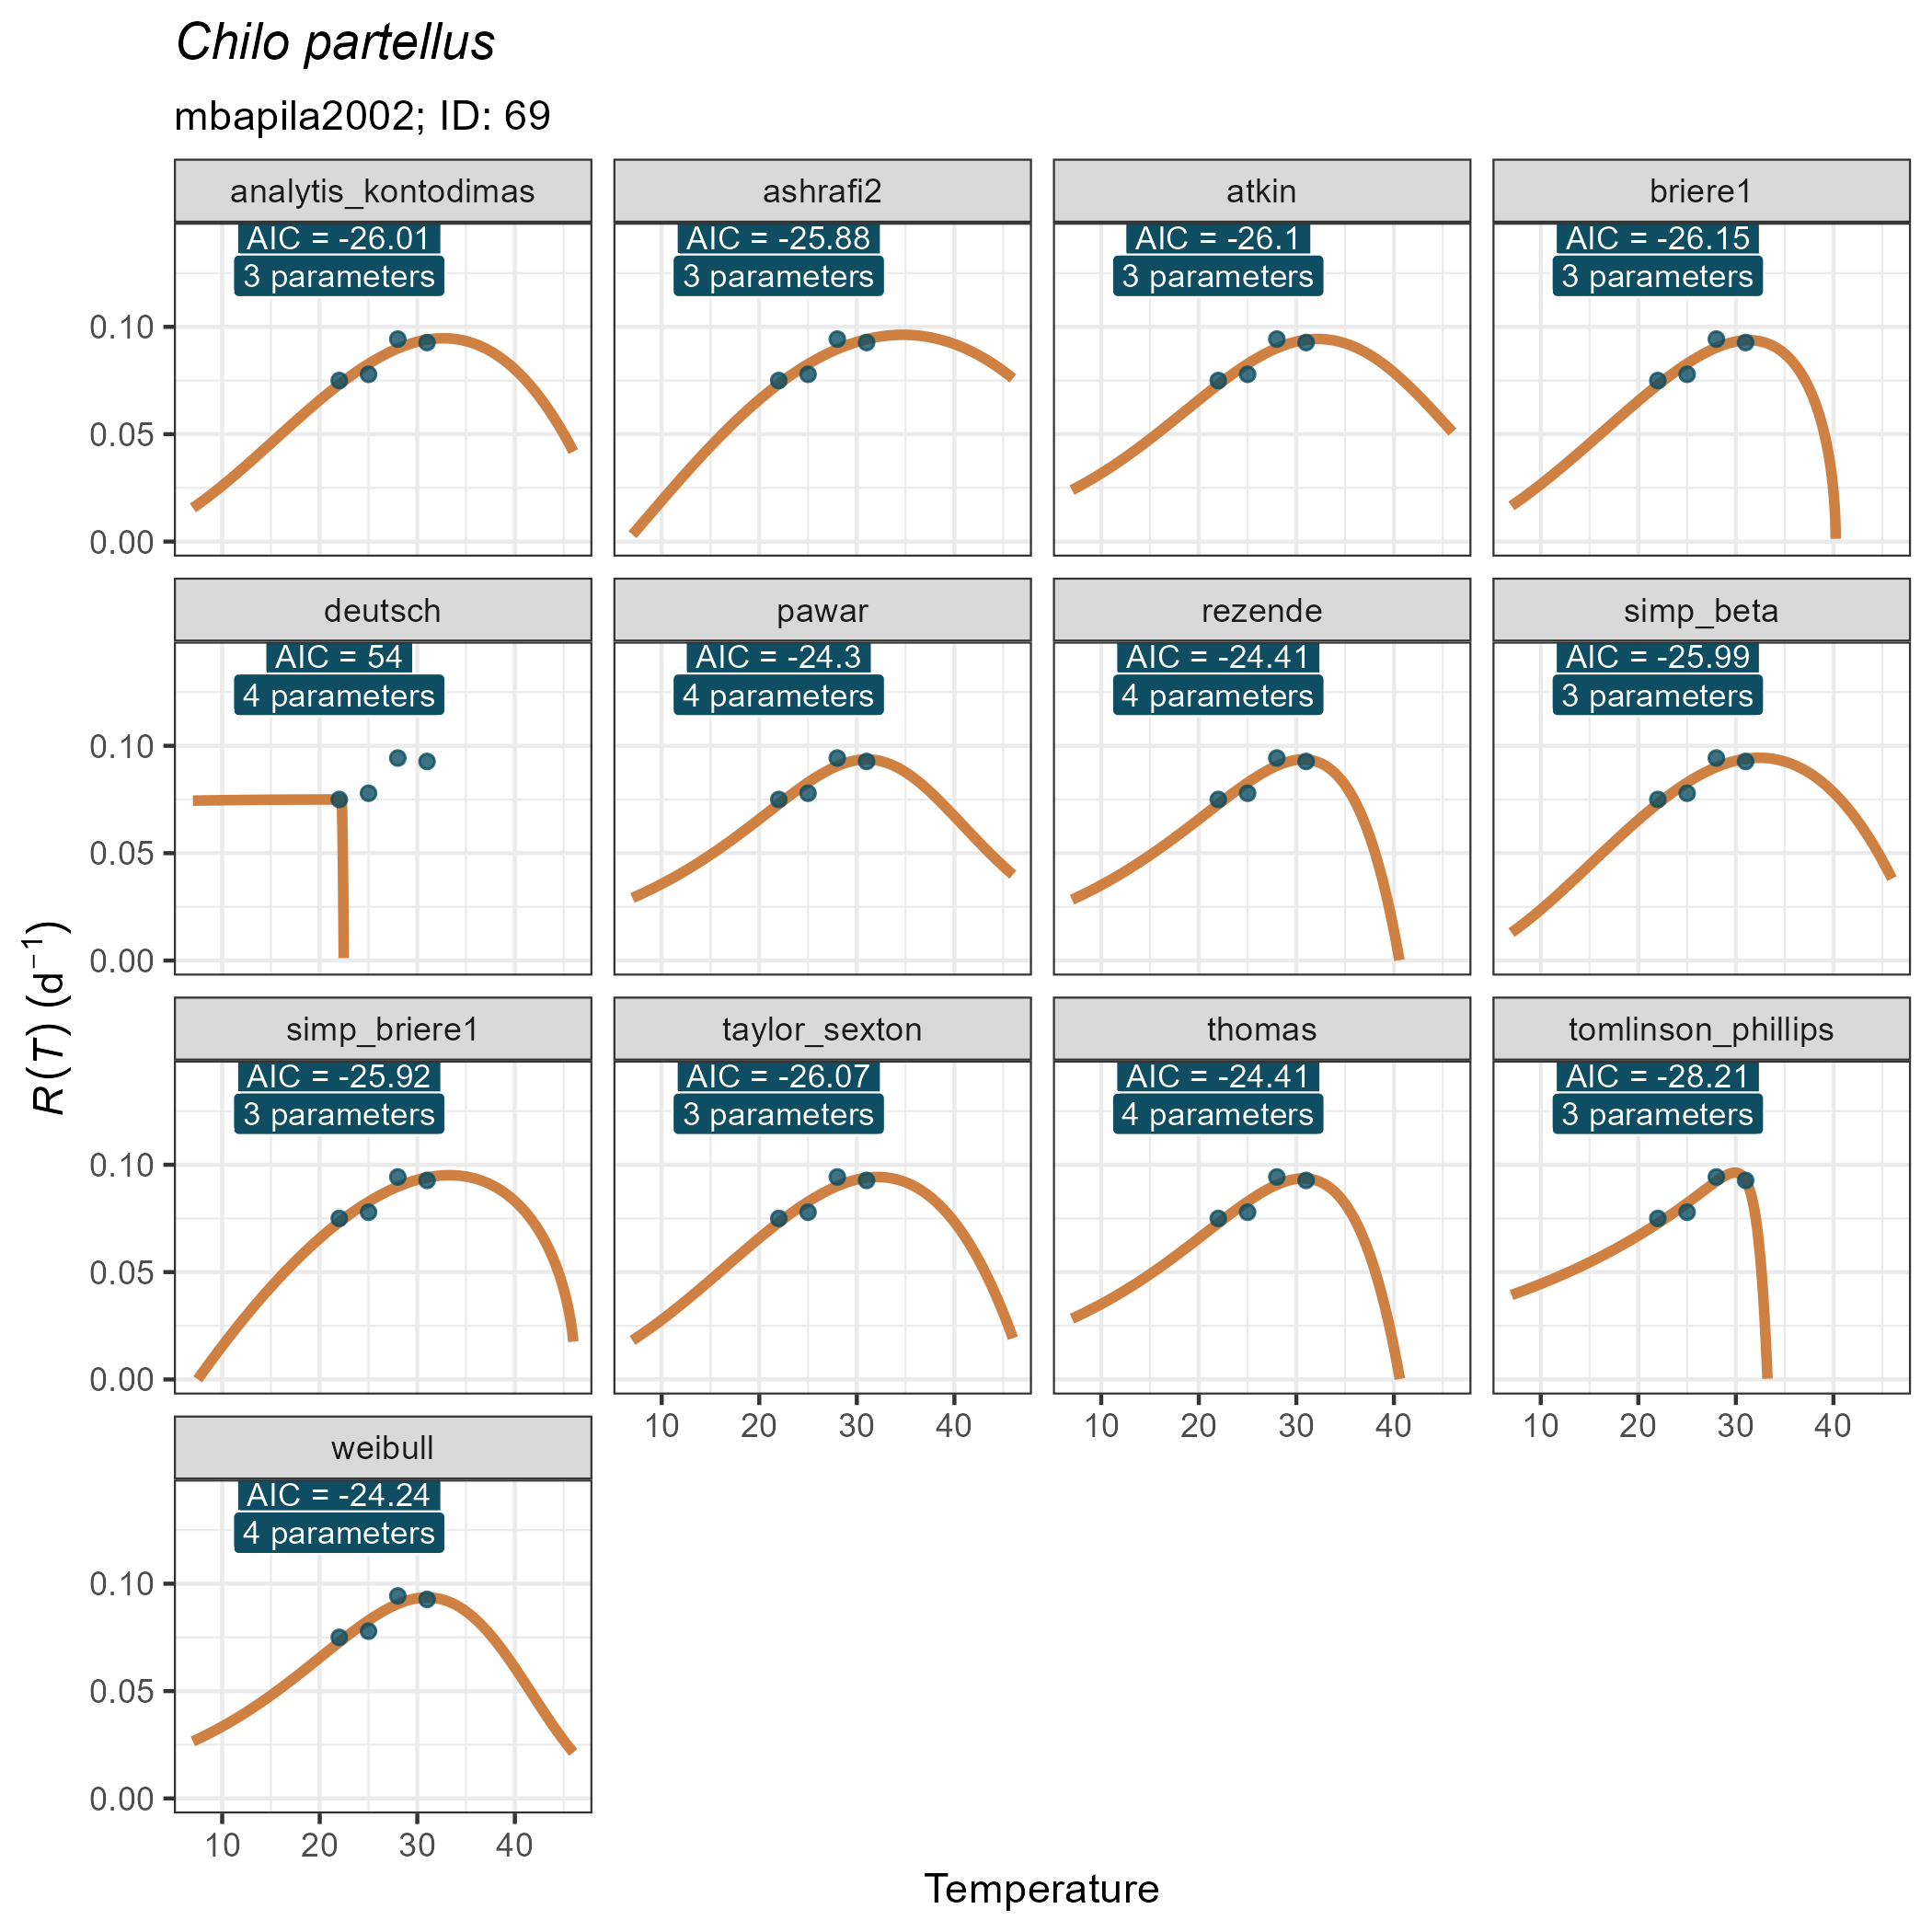 Chilo partellus
mbapila2002; ID: 69
analytis_kontodimas
ashrafi2
atkin
briere1
AIC = -26.01
3 parameters
AIC = -25.88
3 parameters
AIC = -26.1
3 parameters
AIC = -26.15
3 parameters
0.10
0.05
0.00
deutsch
pawar
rezende
simp_beta
AIC = 54
4 parameters
AIC = -24.3
4 parameters
AIC = -24.41
4 parameters
AIC = -25.99
3 parameters
0.10
0.05
0.00
simp_briere1
taylor_sexton
thomas
tomlinson_phillips
AIC = -25.92
3 parameters
AIC = -26.07
3 parameters
AIC = -24.41
4 parameters
AIC = -28.21
3 parameters
0.10
0.05
0.00
10 20 30 40
10 20 30 40
10 20 30 40
weibull
AIC = -24.24
4 parameters
0.10
0.05
0.00
10 20 30 40
Temperature
R(T) (d⁻¹)